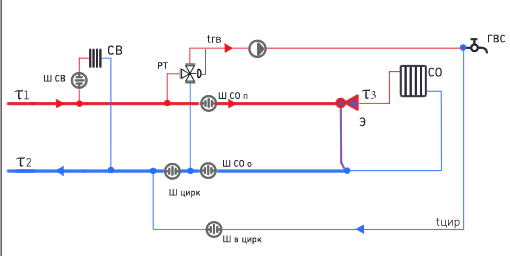 tгв
ГВС
СВ
РТ
Ш СВ
τ1
Ш СО п
τ3
СО
Э
τ2
Ш СО о
Ш цирк
tцир
Ш в цирк